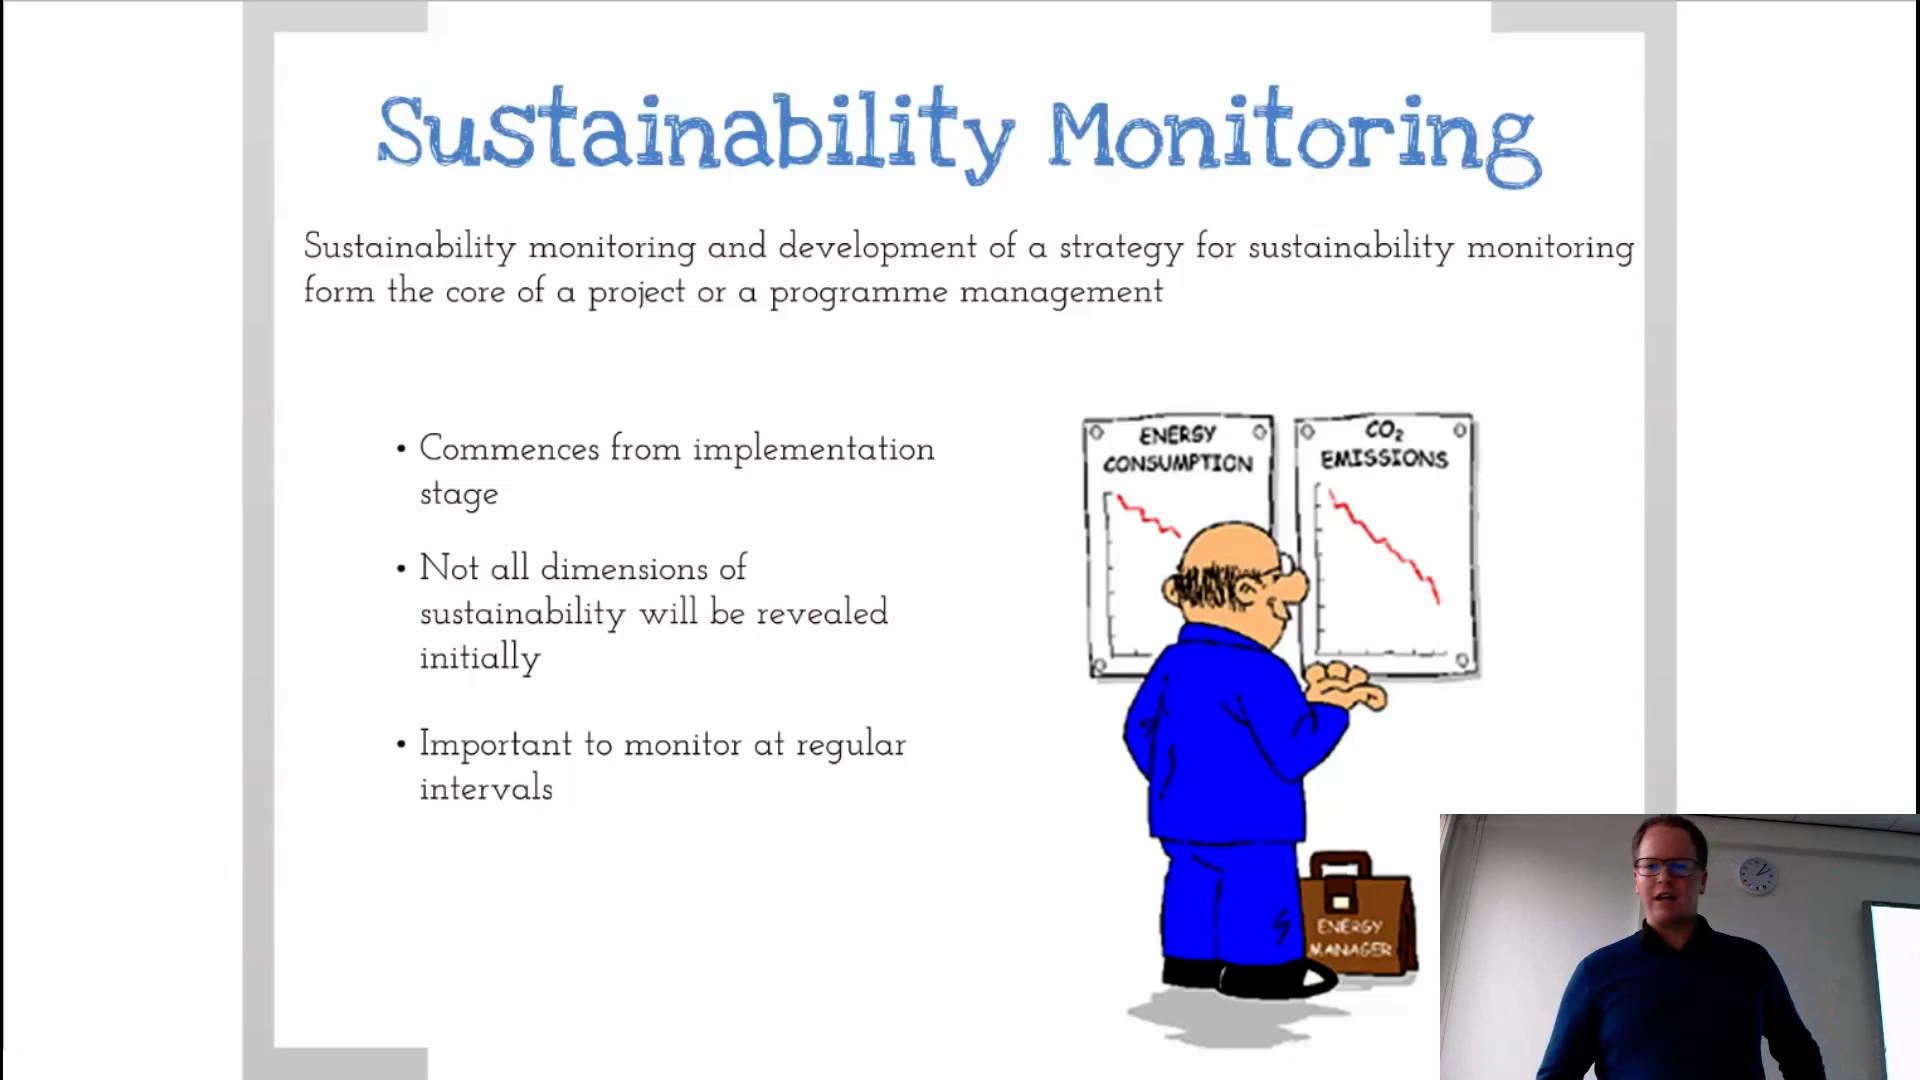 Sustainability Monitoring
Sustainability monitoring and development of a strategy for sustainability monitoring
form the core of a project or a programme management
• Commences from implementation
stage
• Not all dimensions of
sustainability will be revealed
initially
• Important to monitor at regular
intervals
ENERGY
CONSUMPTION
CO₂
EMISSIONS
ENERGY
MANAGER